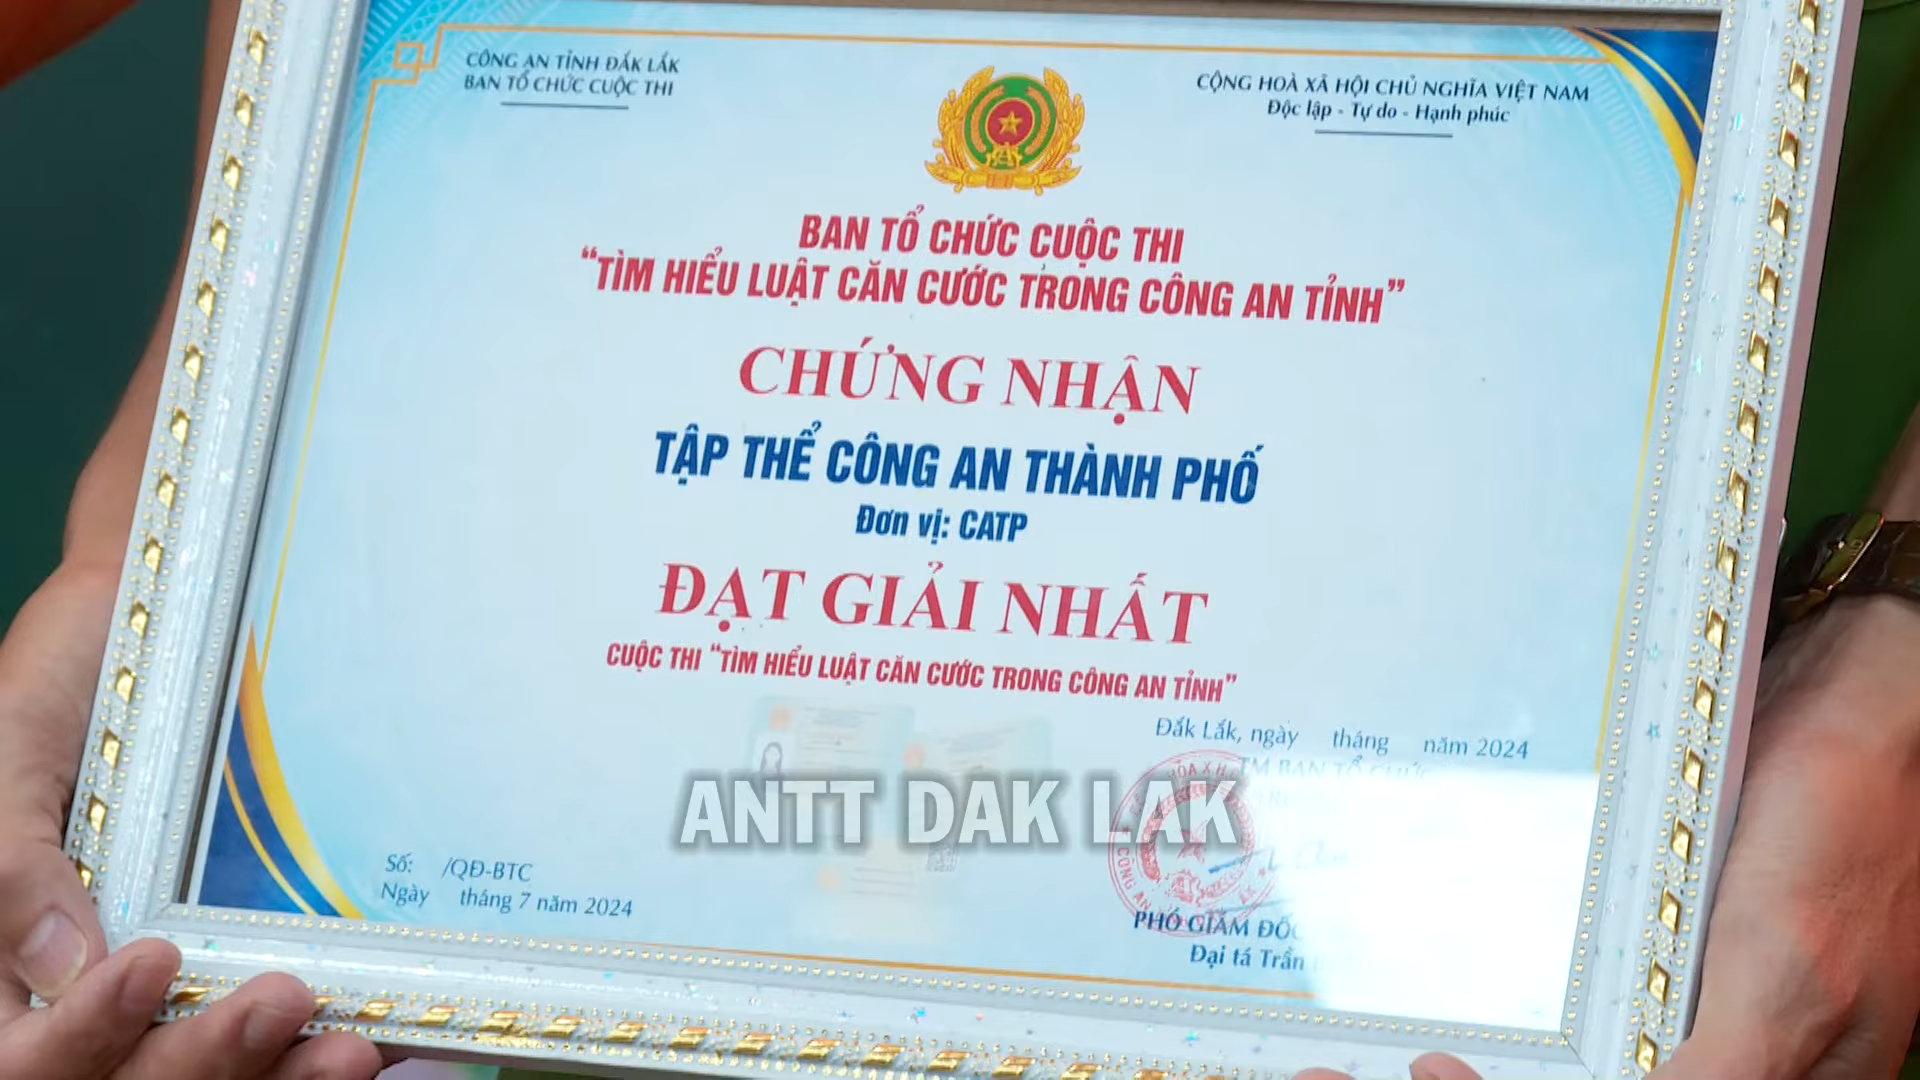 CÔNG AN TỈNH ĐẮK LẮK
BAN TỔ CHỨC CUỘC THI
CỘNG HOÀ XÃ HỘI CHỦ NGHĨA VIỆT NAM
Độc lập - Tự do - Hạnh phúc
BAN TỔ CHỨC CUỘC THI
“TÌM HIỂU LUẬT CĂN CƯỚC TRONG CÔNG AN TỈNH”
CHỨNG NHẬN
TẬP THỂ CÔNG AN THÀNH PHỐ
Đơn vị: CATP
ĐẠT GIẢI NHẤT
CUỘC THI “TÌM HIỂU LUẬT CĂN CƯỚC TRONG CÔNG AN TỈNH”
Đắk Lắk, ngày tháng năm 2024
TM BAN TỔ CHỨC
ANTT DAK LAK
Số: /QĐ-BTC
Ngày tháng 7 năm 2024
PHÓ GIÁM ĐỐC
Đại tá Trần